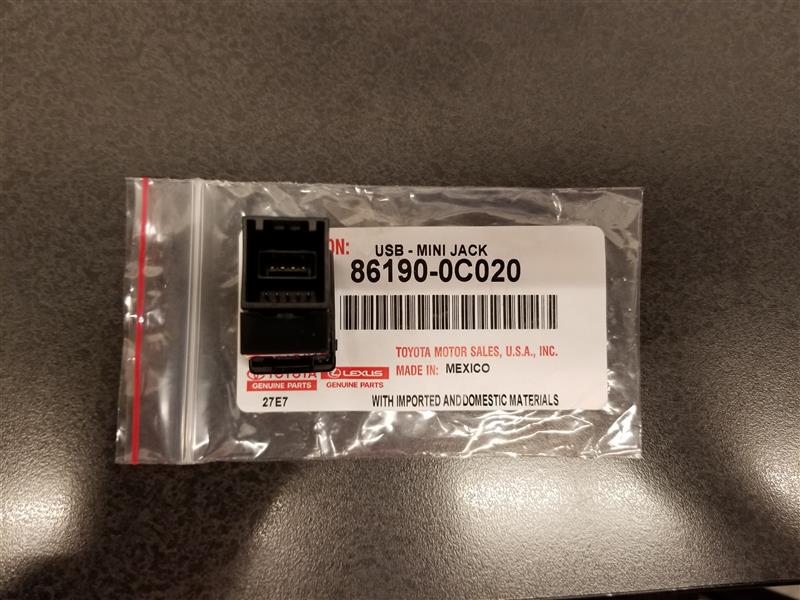 ON: USB - MINI JACK
86190-0C020
TOYOTA MOTOR SALES, U.S.A., INC.
TOYOTA LEXUS MADE IN: MEXICO
GENUINE PARTS GENUINE PARTS
27E7 WITH IMPORTED AND DOMESTIC MATERIALS